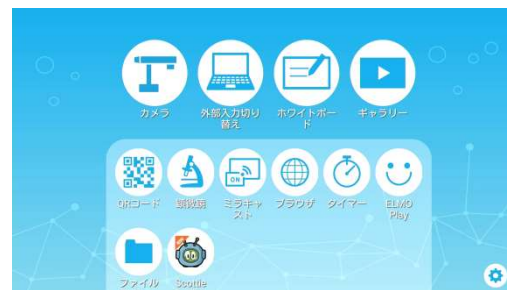 カメラ
外部入力切り
替え
ホワイトボー
ド
ギャラリー
ON
QRコード
顕微鏡
ミラキャ
スト
ブラウザ
タイマー
ELMO
Play
ファイル
Scottie